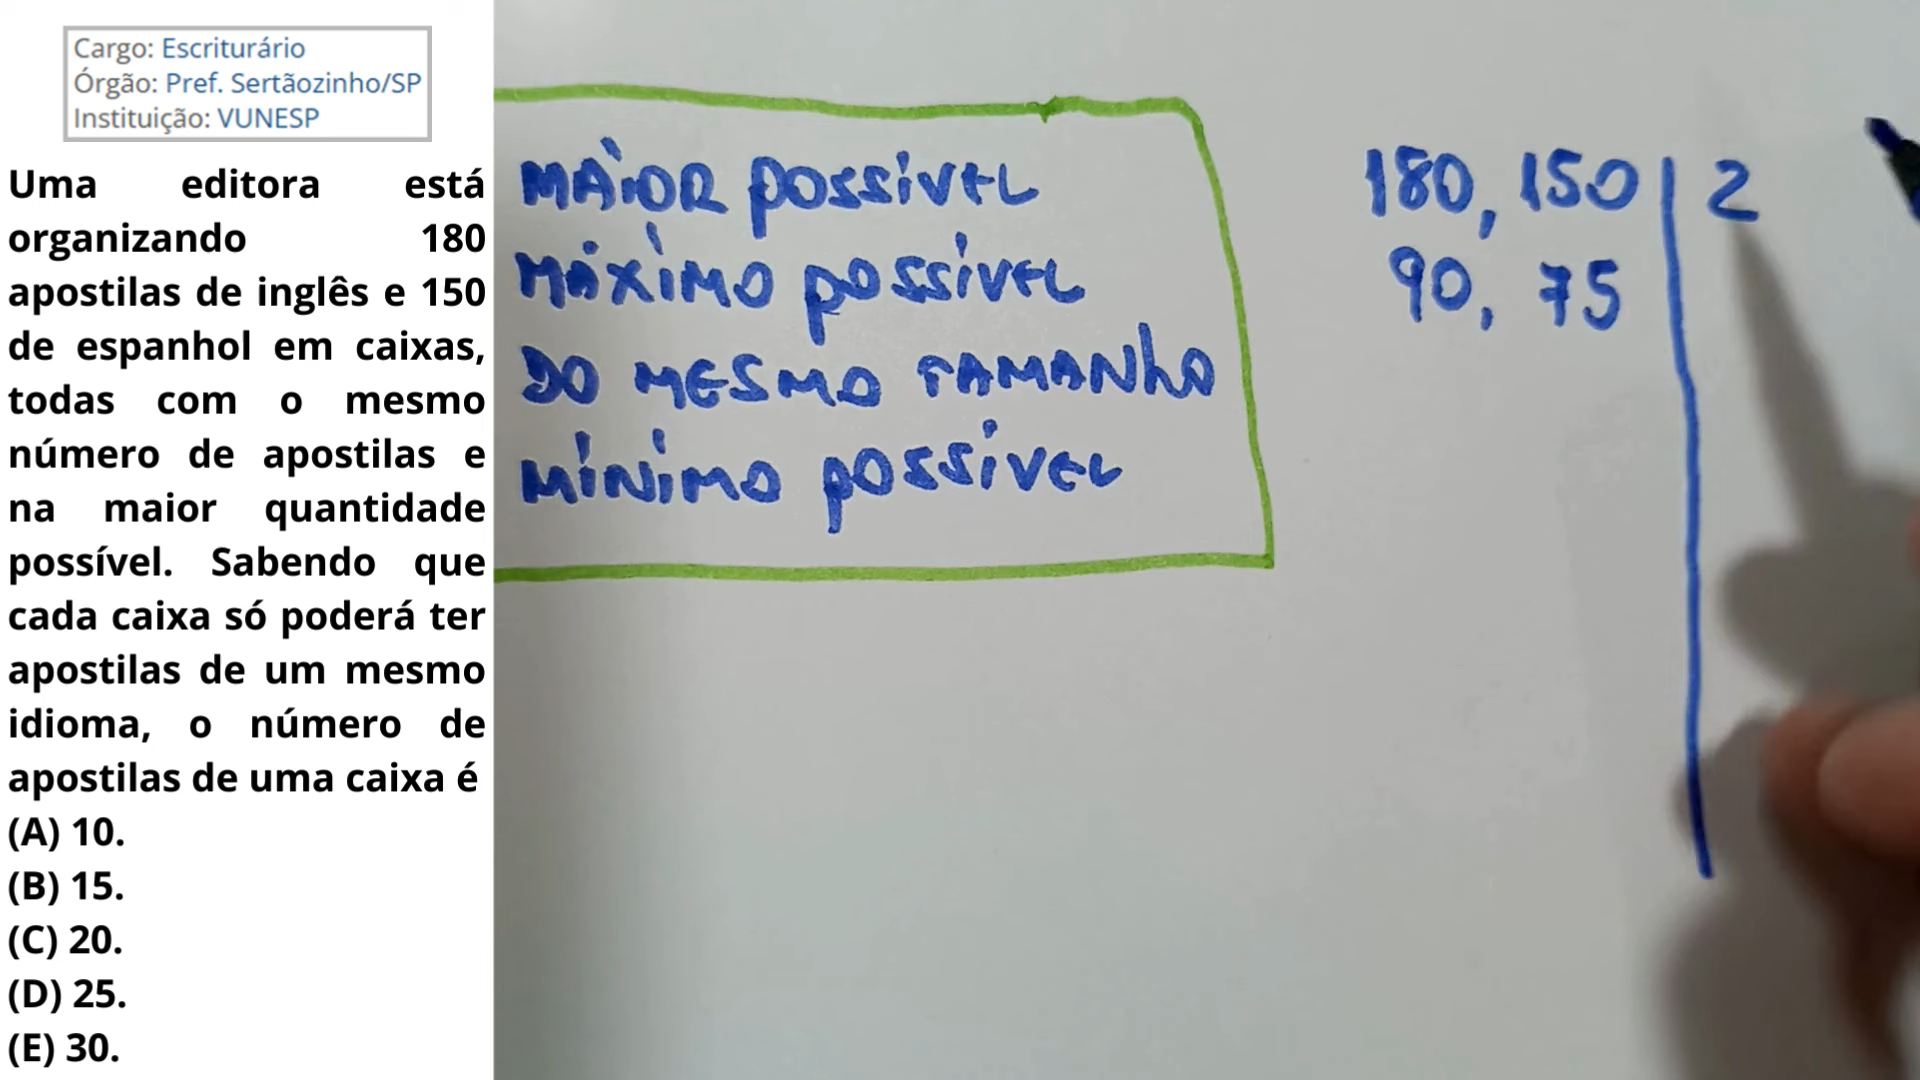 Cargo: Escriturário
Órgão: Pref. Sertãozinho/SP
Instituição: VUNESP
Uma editora está
organizando 180
apostilas de inglês e 150
de espanhol em caixas,
todas com o mesmo
número de apostilas e
na maior quantidade
possível. Sabendo que
cada caixa só poderá ter
apostilas de um mesmo
idioma, o número de
apostilas de uma caixa é
(A) 10.
(B) 15.
(C) 20.
(D) 25.
(E) 30.
MAIOR POSSÍVEL
MÁXIMO POSSÍVEL
DO MESMO TAMANHO
MÍNIMO POSSÍVEL
180, 150 | 2
90, 75